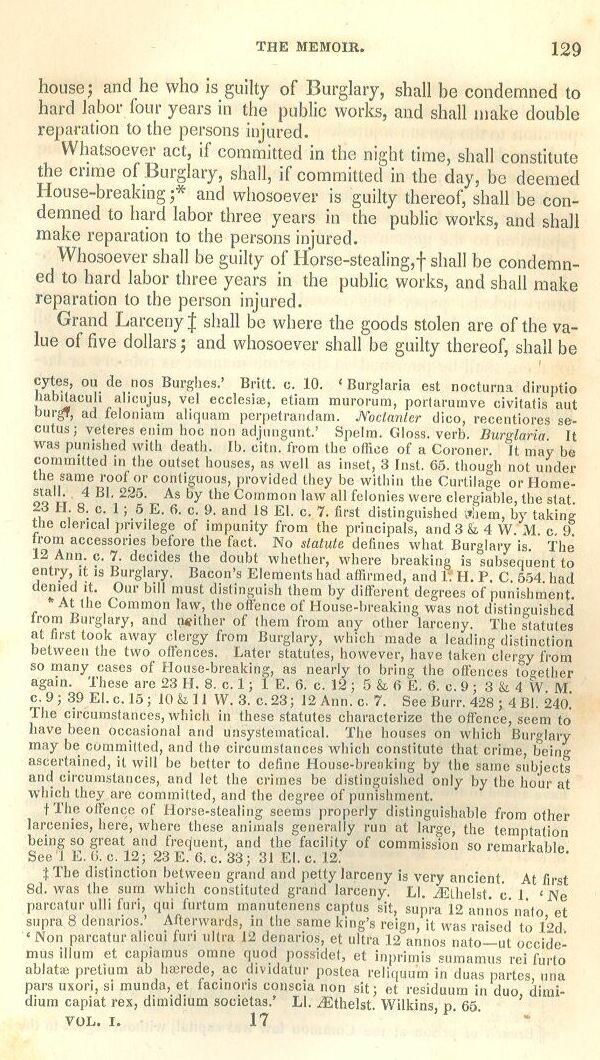 THE MEMOIR. 129
house; and he who is guilty of Burglary, shall be condemned to
hard labor four years in the public works, and shall make double
reparation to the persons injured.
Whatsoever act, if committed in the night time, shall constitute
the crime of Burglary, shall, if committed in the day, be deemed
House-breaking;* and whosoever is guilty thereof, shall be con-
demned to hard labor three years in the public works, and shall
make reparation to the persons injured.
Whosoever shall be guilty of Horse-stealing,† shall be condemn-
ed to hard labor three years in the public works, and shall make
reparation to the person injured.
Grand Larceny‡ shall be where the goods stolen are of the va-
lue of five dollars; and whosoever shall be guilty thereof, shall be
cytes, ou de nos Burghes.' Britt. c. 10. 'Burglaria est nocturna diruptio
habitaculi alicujus, vel ecclesiæ, etiam murorum, portarumve civitatis aut
burgi, ad feloniam aliquam perpetrandam. Noctanter dico, recentiores se-
cutus; veteres enim hoc non adjungunt.' Spelm. Gloss. verb. Burglaria. It
was punished with death. Ib. citn. from the office of a Coroner. It may be
committed in the outset houses, as well as inset, 3 Inst. 65. though not under
the same roof or contiguous, provided they be within the Curtilage or Home-
stall. 4 Bl. 225. As by the Common law all felonies were clergiable, the stat.
23 H. 8. c. 1; 5 E. 6. c. 9. and 18 El. c. 7. first distinguished them, by taking
the clerical privilege of impunity from the principals, and 3 & 4 W. M. c. 9.
from accessories before the fact. No statute defines what Burglary is. The
12 Ann. c. 7. decides the doubt whether, where breaking is subsequent to
entry, it is Burglary. Bacon's Elements had affirmed, and 1. H. P. C. 554. had
denied it. Our bill must distinguish them by different degrees of punishment.
* At the Common law, the offence of House-breaking was not distinguished
from Burglary, and neither of them from any other larceny. The statutes
at first took away clergy from Burglary, which made a leading distinction
between the two offences. Later statutes, however, have taken clergy from
so many cases of House-breaking, as nearly to bring the offences together
again. These are 23 H. 8. c. 1; 1 E. 6. c. 12; 5 & 6 E. 6. c. 9; 3 & 4 W. M.
c. 9; 39 El. c. 15; 10 & 11 W. 3. c. 23; 12 Ann. c. 7. See Burr. 428; 4 Bl. 240.
The circumstances, which in these statutes characterize the offence, seem to
have been occasional and unsystematical. The houses on which Burglary
may be committed, and the circumstances which constitute that crime, being
ascertained, it will be better to define House-breaking by the same subjects
and circumstances, and let the crimes be distinguished only by the hour at
which they are committed, and the degree of punishment.
† The offence of Horse-stealing seems properly distinguishable from other
larcenies, here, where these animals generally run at large, the temptation
being so great and frequent, and the facility of commission so remarkable.
See 1 E. 6. c. 12; 23 E. 6. c. 33; 31 El. c. 12.
‡ The distinction between grand and petty larceny is very ancient. At first
8d. was the sum which constituted grand larceny. Ll. Æthelst. c. 1. 'Ne
parcatur ulli furi, qui furtum manutenens captus sit, supra 12 annos nato, et
supra 8 denarios.' Afterwards, in the same king's reign, it was raised to 12d.
'Non parcatur alicui furi ultra 12 denarios, et ultra 12 annos nato—ut occide-
mus illum et capiamus omne quod possidet, et inprimis sumamus rei furto
ablatæ pretium ab hærede, ac dividatur postea reliquum in duas partes, una
pars uxori, si munda, et facinoris conscia non sit; et residuum in duo, dimi-
dium capiat rex, dimidium societas.' Ll. Æthelst. Wilkins, p. 65.
VOL. I. 17